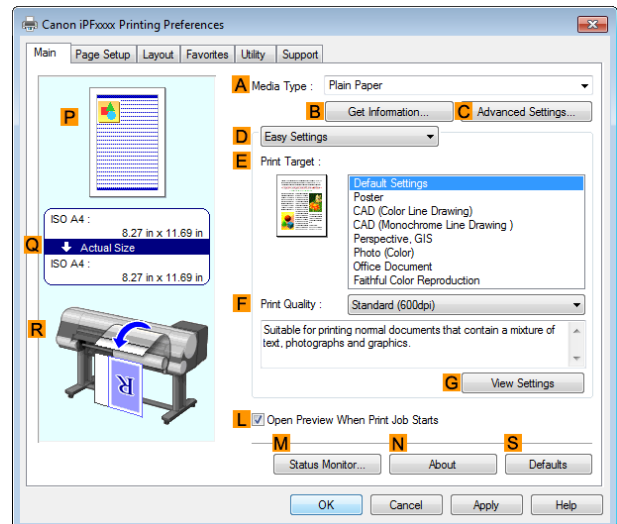 Canon iPFxxxx Printing Preferences
Main Page Setup Layout Favorites Utility Support
A Media Type : Plain Paper
B Get Information... C Advanced Settings...
D Easy Settings
E Print Target :
Default Settings
Poster
CAD (Color Line Drawing)
CAD (Monochrome Line Drawing )
Perspective, GIS
Photo (Color)
Office Document
Faithful Color Reproduction
F Print Quality : Standard (600dpi)
Suitable for printing normal documents that contain a mixture of
text, photographs and graphics.
G View Settings
L Open Preview When Print Job Starts
M N S
Status Monitor... About Defaults
P
ISO A4 :
8.27 in x 11.69 in
Q Actual Size
ISO A4 :
8.27 in x 11.69 in
R
R
OK Cancel Apply Help